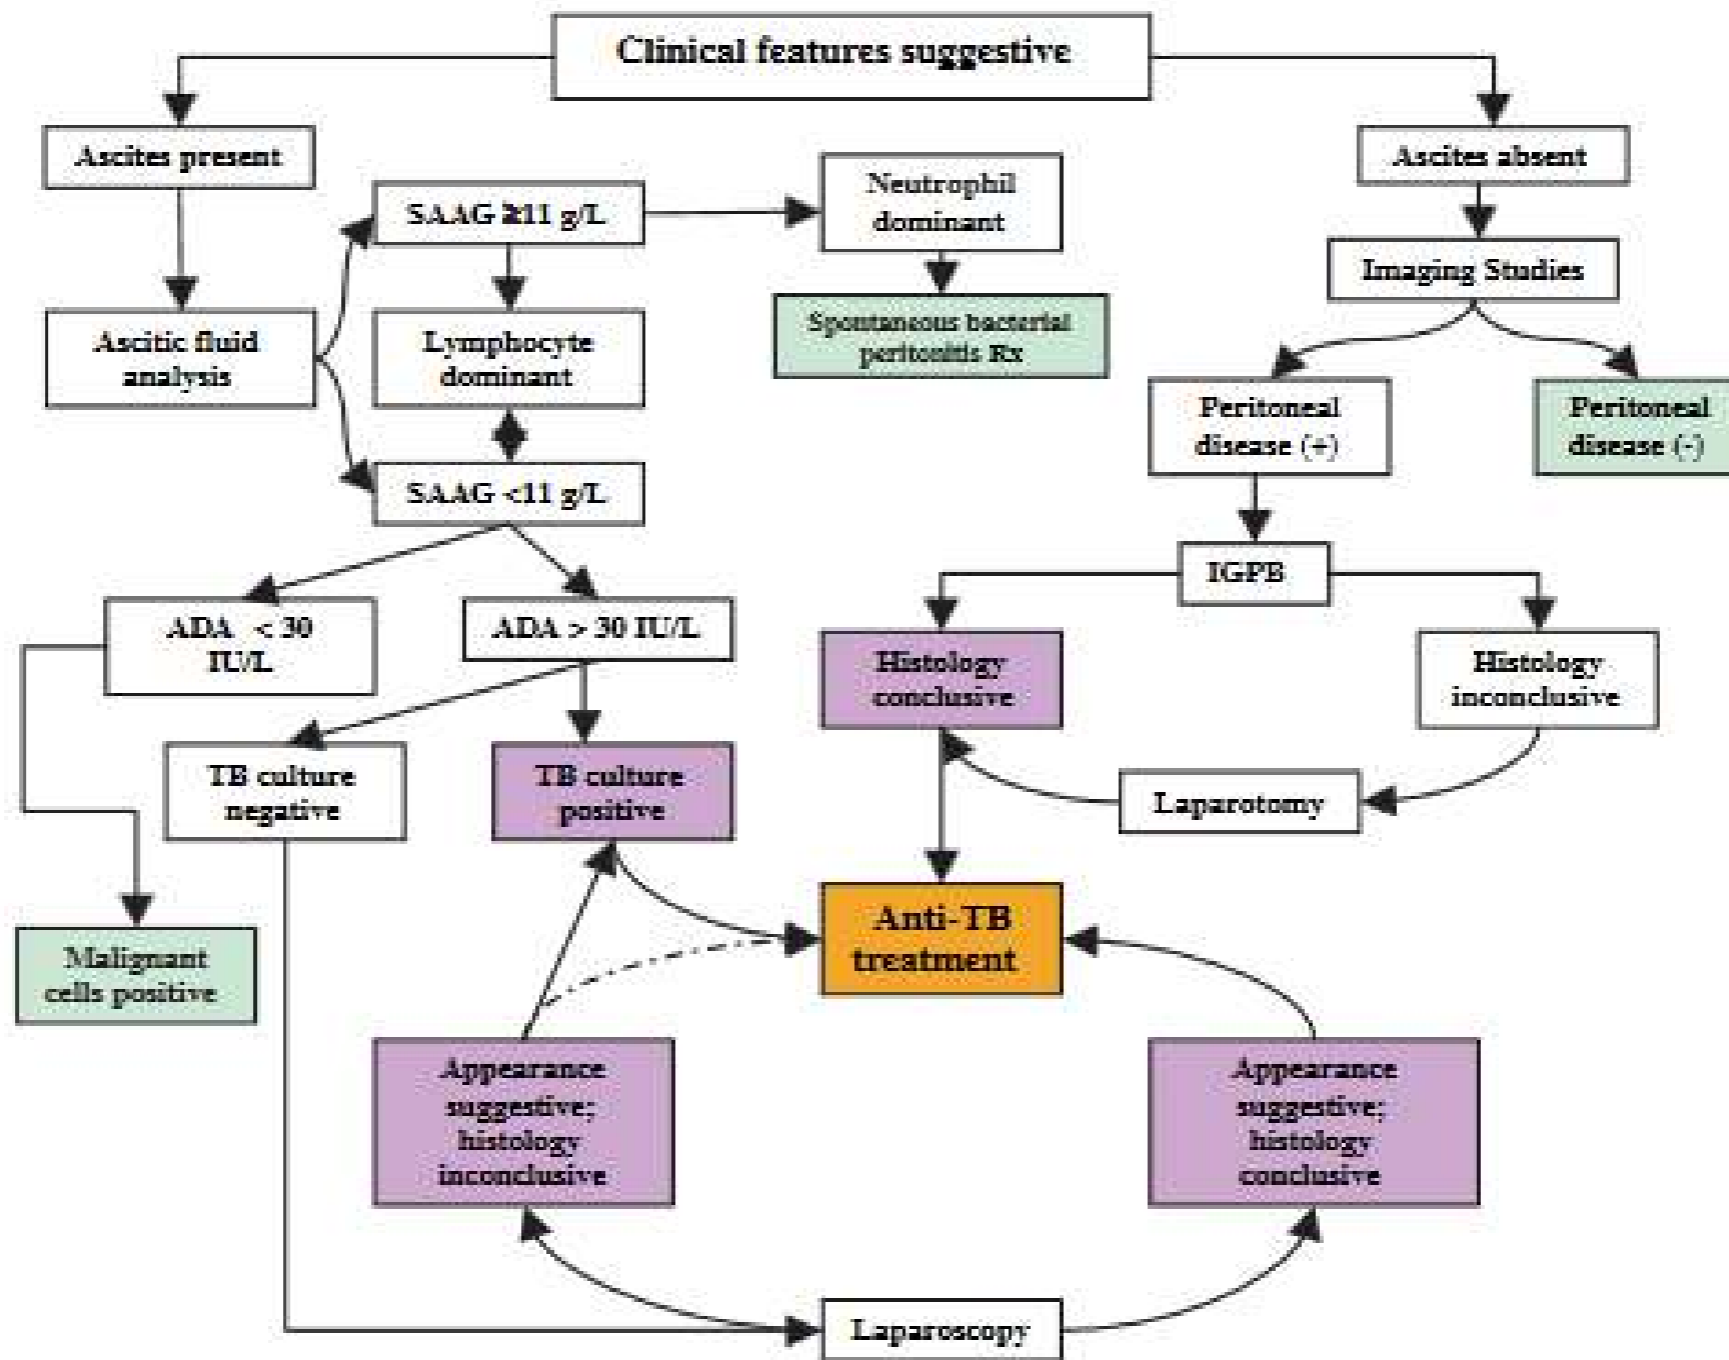 Clinical features suggestive
Ascites present
Ascites absent
SAAG ≥11 g/L
Neutrophil
dominant
Imaging Studies
Ascitic fluid
analysis
Lymphocyte
dominant
Spontaneous bacterial
peritonitis Rx
Peritoneal
disease (+)
Peritoneal
disease (-)
SAAG <11 g/L
IGPB
ADA < 30
IU/L
ADA > 30 IU/L
Histology
conclusive
Histology
inconclusive
TB culture
negative
TB culture
positive
Laparotomy
Anti-TB
treatment
Malignant
cells positive
Appearance
suggestive;
histology
inconclusive
Appearance
suggestive;
histology
conclusive
Laparoscopy